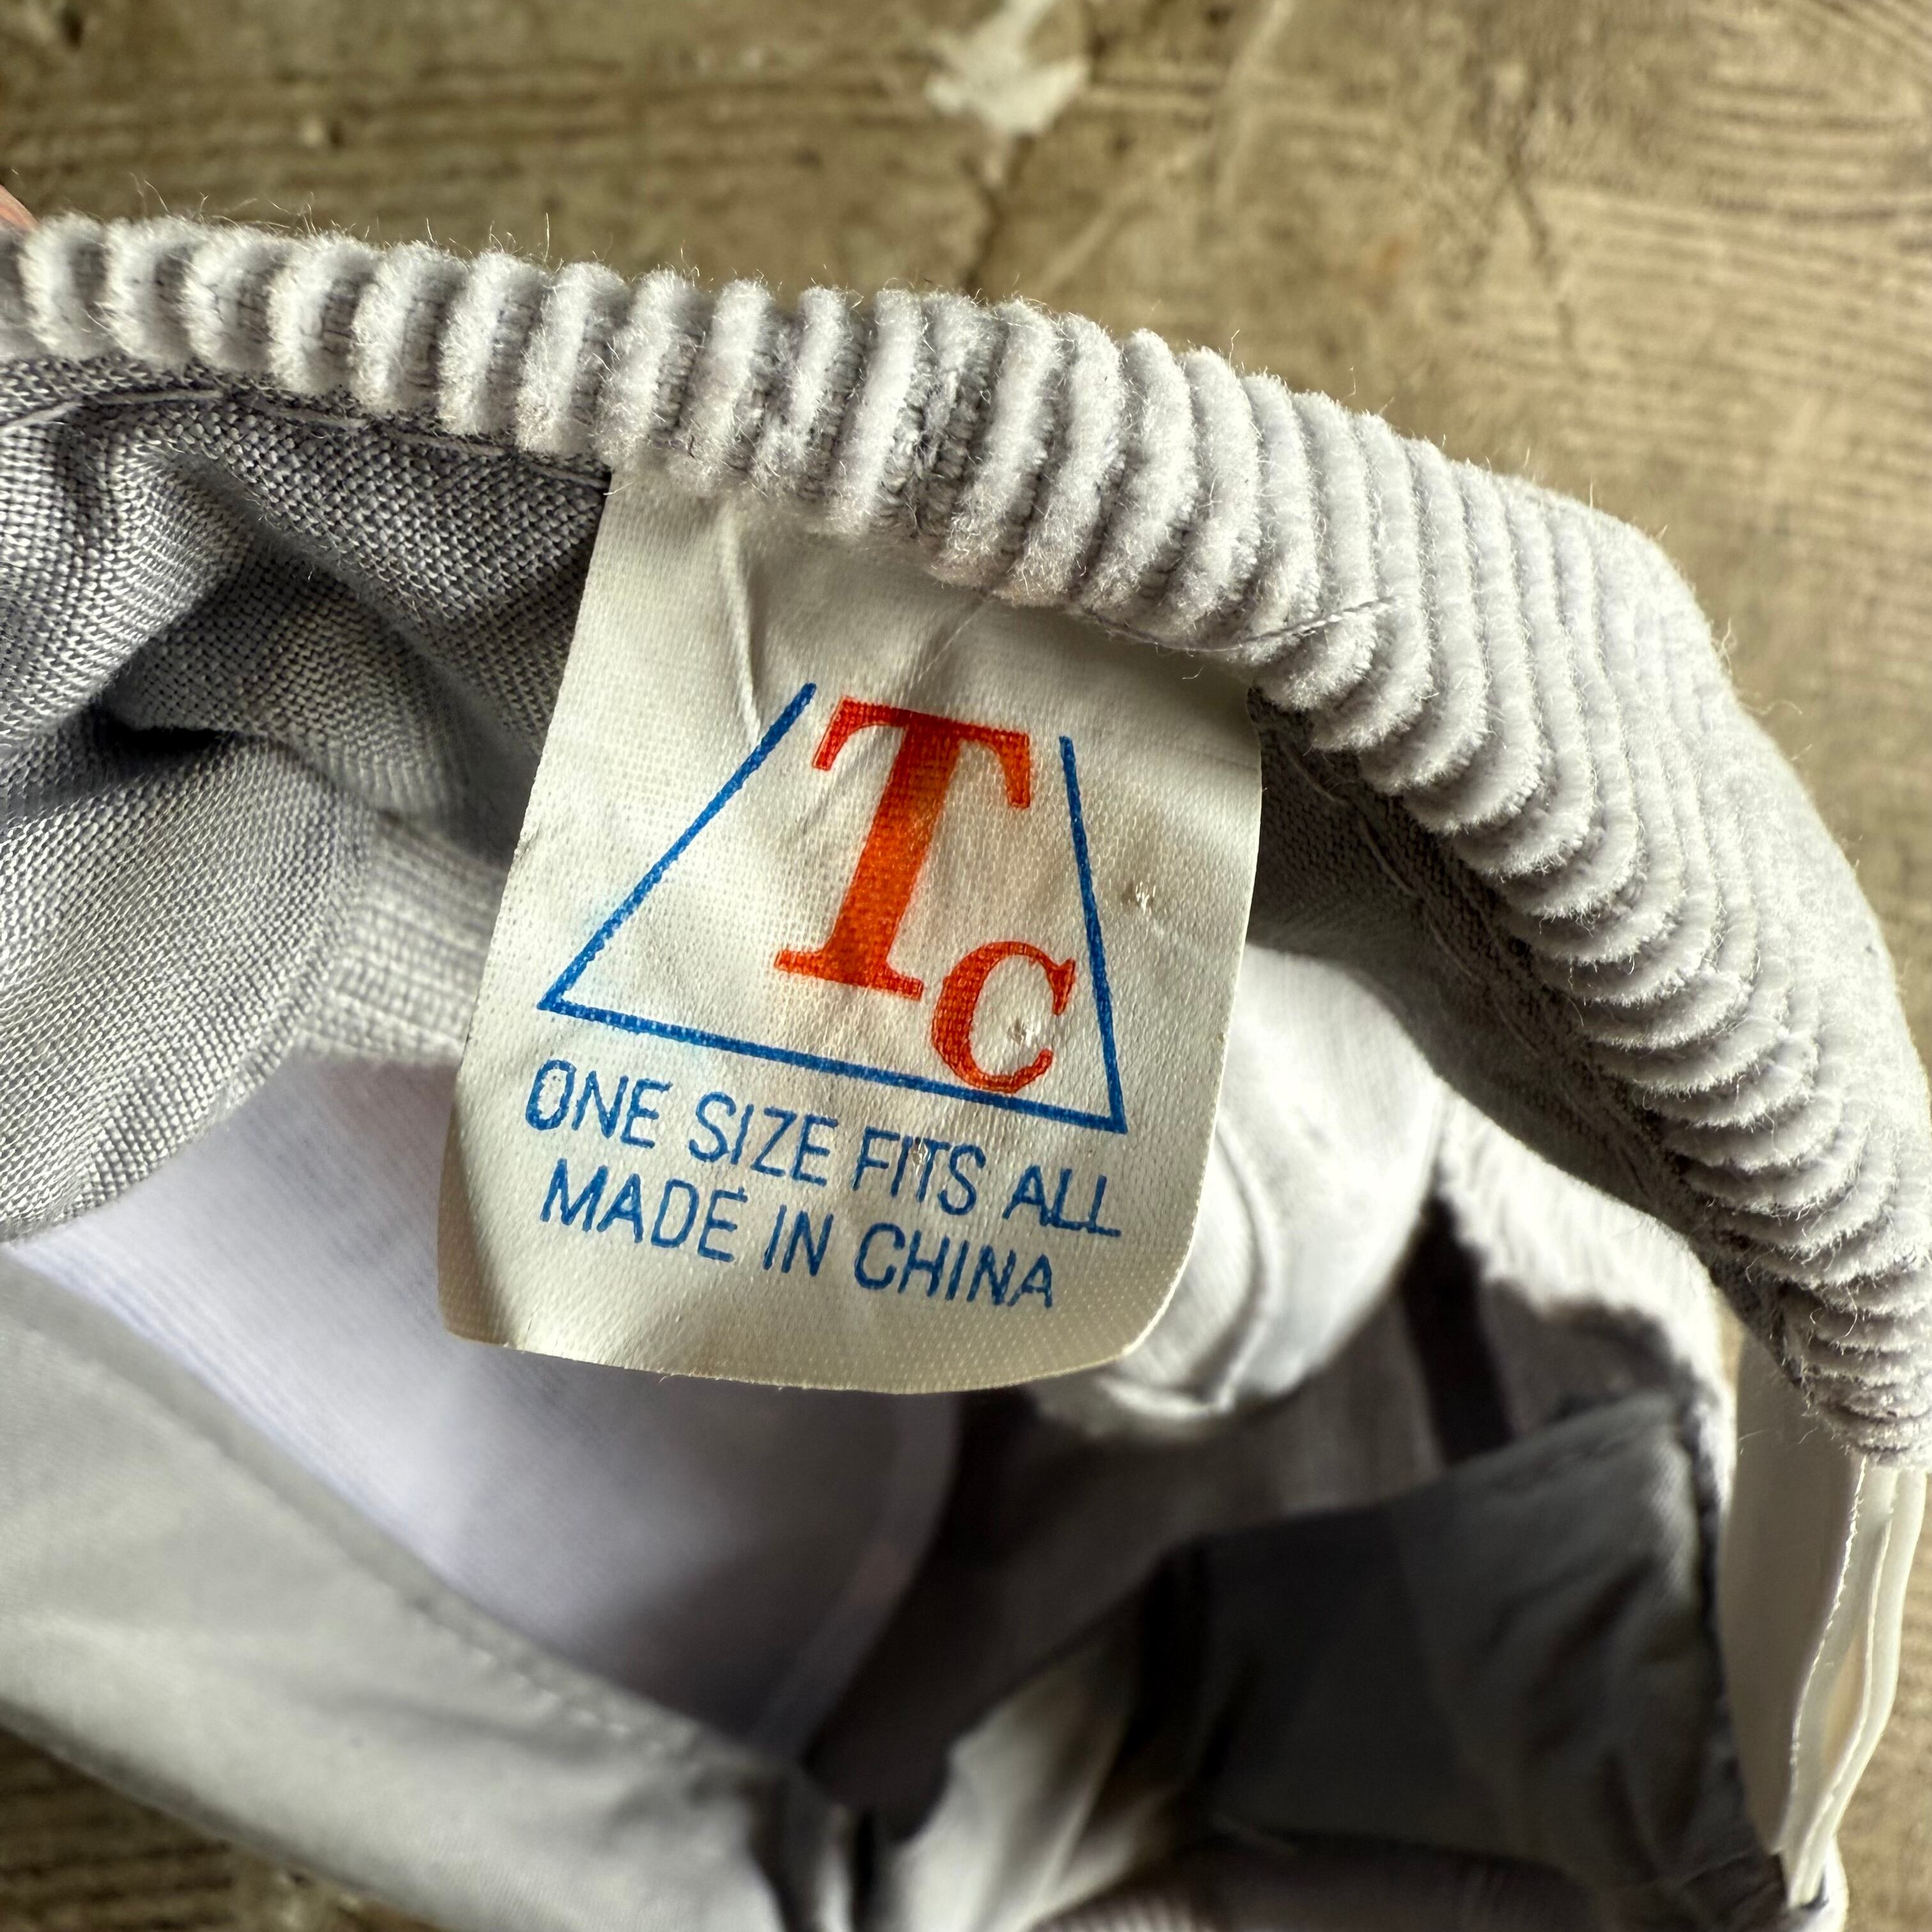 TC
ONE SIZE FITS ALL
MADE IN CHINA